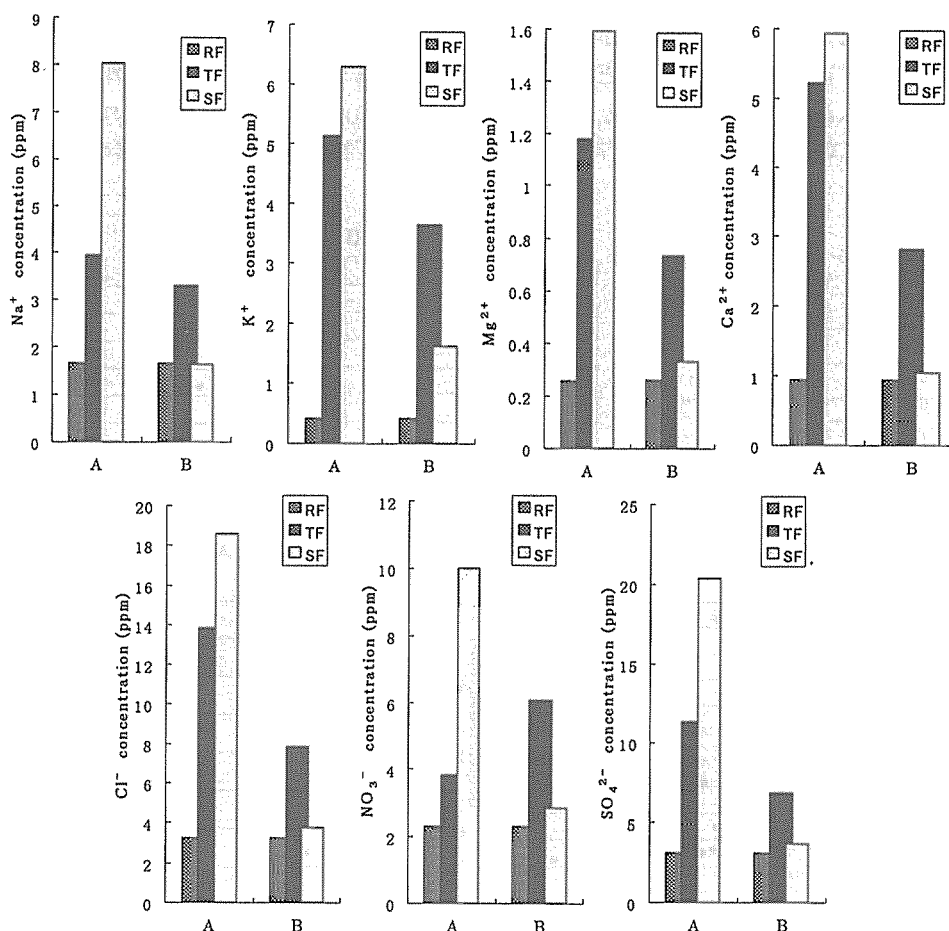 Na⁺ concentration (ppm)
9
8
7
6
5
4
3
2
1
0
RF
TF
SF
A B
K⁺ concentration (ppm)
7
6
5
4
3
2
1
0
RF
TF
SF
A B
Mg²⁺ concentration (ppm)
1.6
1.4
1.2
1
0.8
0.6
0.4
0.2
0
RF
TF
SF
A B
Ca²⁺ concentration (ppm)
6
5
4
3
2
1
0
RF
TF
SF
A B
Cl⁻ concentration (ppm)
20
18
16
14
12
10
8
6
4
2
0
RF
TF
SF
A B
NO₃⁻ concentration (ppm)
12
10
8
6
4
2
0
RF
TF
SF
A B
SO₄²⁻ concentration (ppm)
25
20
15
10
5
0
RF
TF
SF
A B